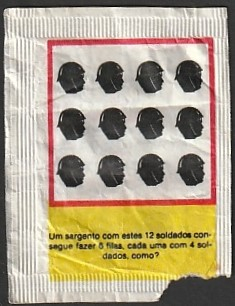 Um sargento com estes 12 soldados con-
segue fazer 6 filas, cada uma com 4 sol-
dados, como?